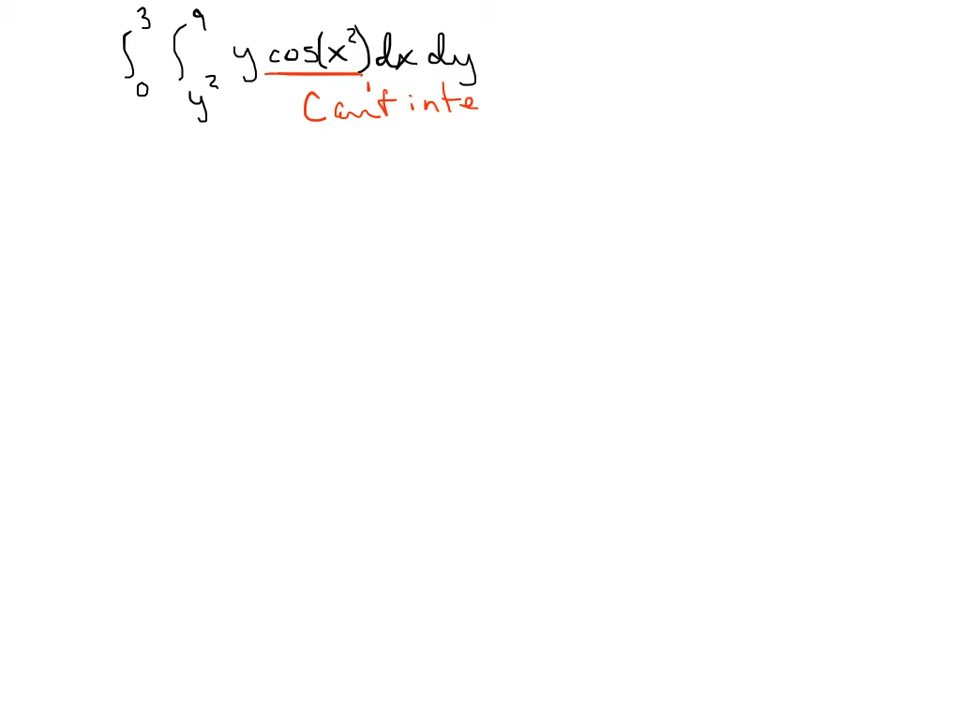 ∫₀³ ∫_{y²}⁹ y cos(x²) dx dy
Can't inte